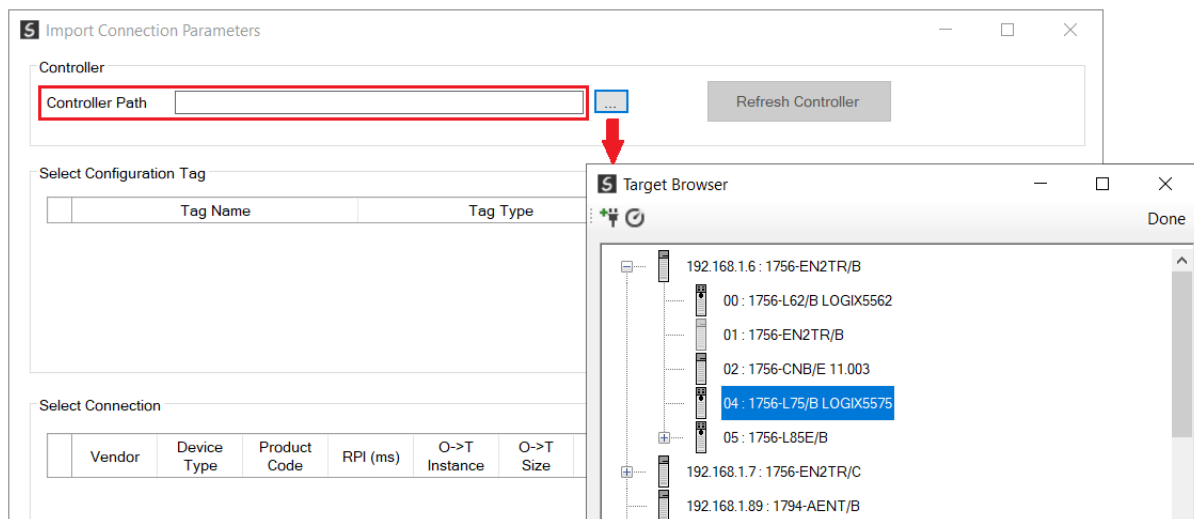 Import Connection Parameters
Controller
Controller Path
...
Refresh Controller
Select Configuration Tag
Tag Name
Tag Type
Select Connection
Vendor
Device Type
Product Code
RPI (ms)
O->T Instance
O->T Size
Target Browser
Done
192.168.1.6 : 1756-EN2TR/B
00 : 1756-L62/B LOGIX5562
01 : 1756-EN2TR/B
02 : 1756-CNB/E 11.003
04 : 1756-L75/B LOGIX5575
05 : 1756-L85E/B
192.168.1.7 : 1756-EN2TR/C
192.168.1.89 : 1794-AENT/B